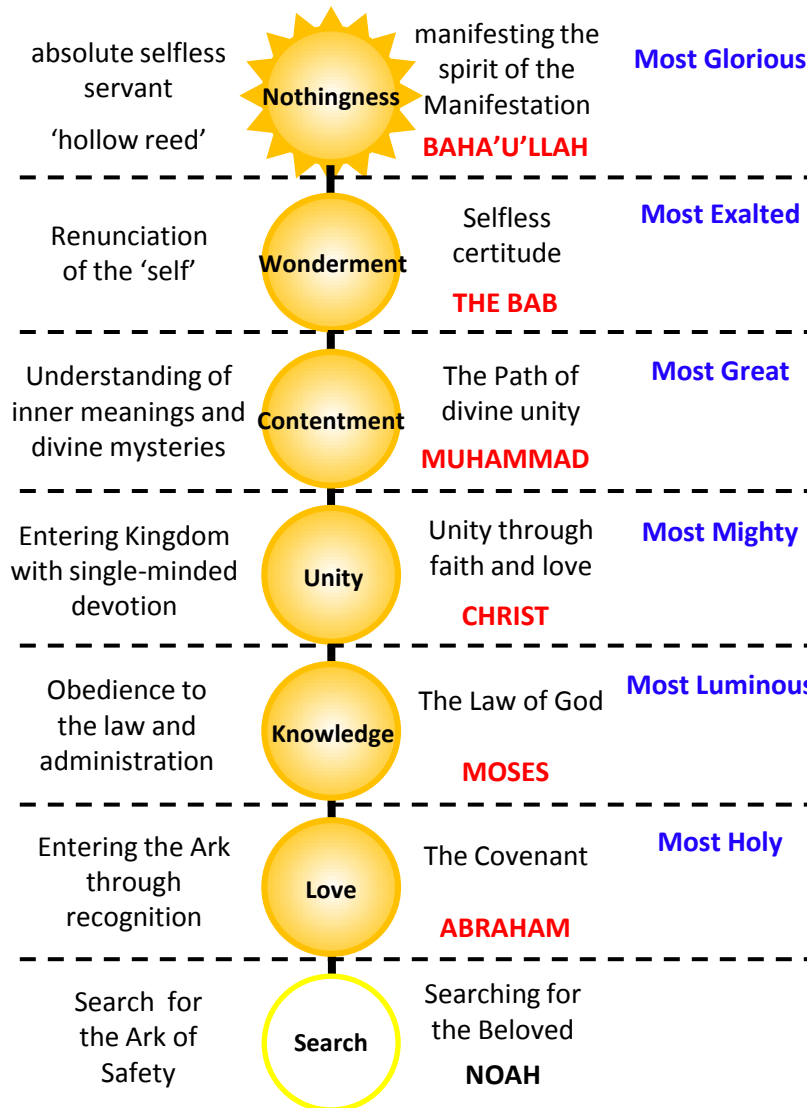 absolute selfless
servant
'hollow reed'
Nothingness
manifesting the
spirit of the
Manifestation
BAHA'U'LLAH
Most Glorious
Renunciation
of the 'self'
Wonderment
Selfless
certitude
THE BAB
Most Exalted
Understanding of
inner meanings and
divine mysteries
Contentment
The Path of
divine unity
MUHAMMAD
Most Great
Entering Kingdom
with single-minded
devotion
Unity
Unity through
faith and love
CHRIST
Most Mighty
Obedience to
the law and
administration
Knowledge
The Law of God
MOSES
Most Luminous
Entering the Ark
through
recognition
Love
The Covenant
ABRAHAM
Most Holy
Search for
the Ark of
Safety
Search
Searching for
the Beloved
NOAH